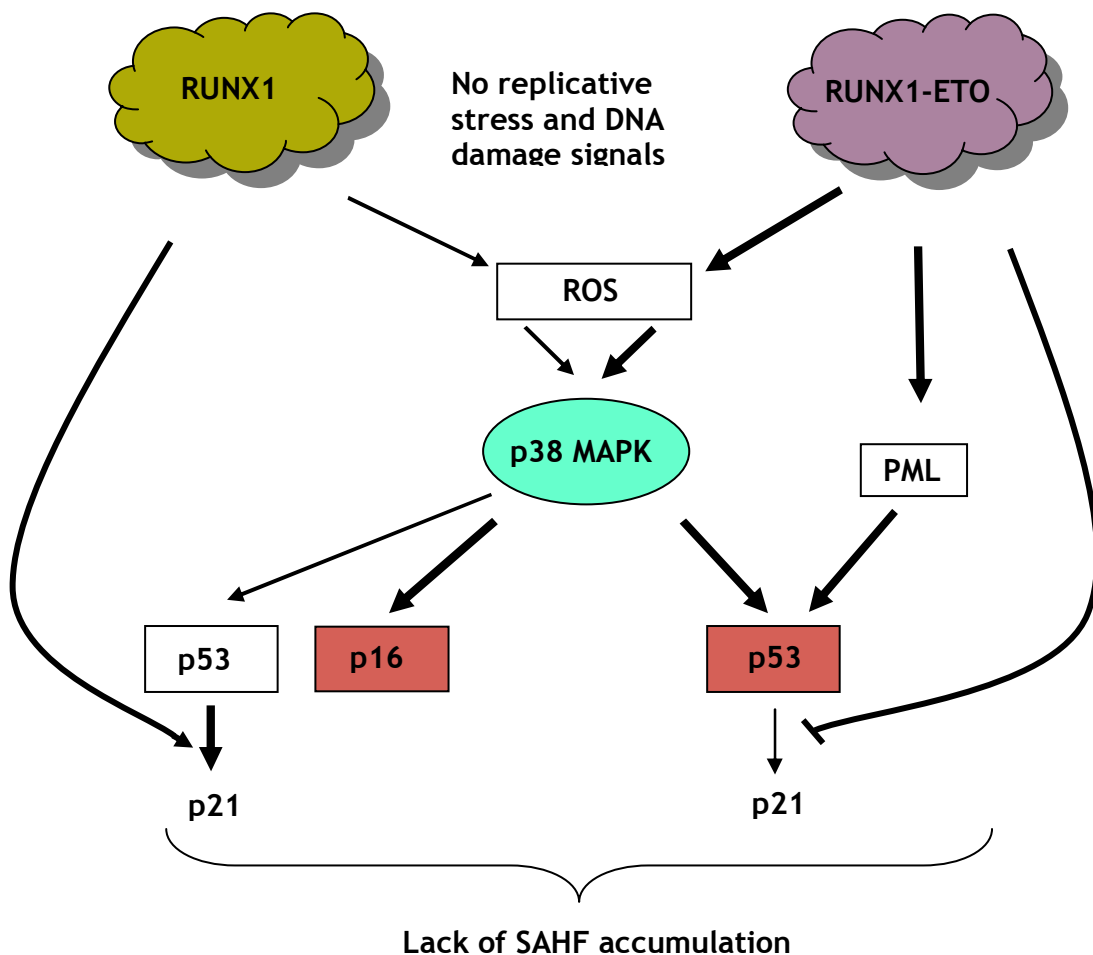 RUNX1
No replicative
stress and DNA
damage signals
RUNX1-ETO
ROS
p38 MAPK
PML
p53
p16
p53
p21
p21
Lack of SAHF accumulation